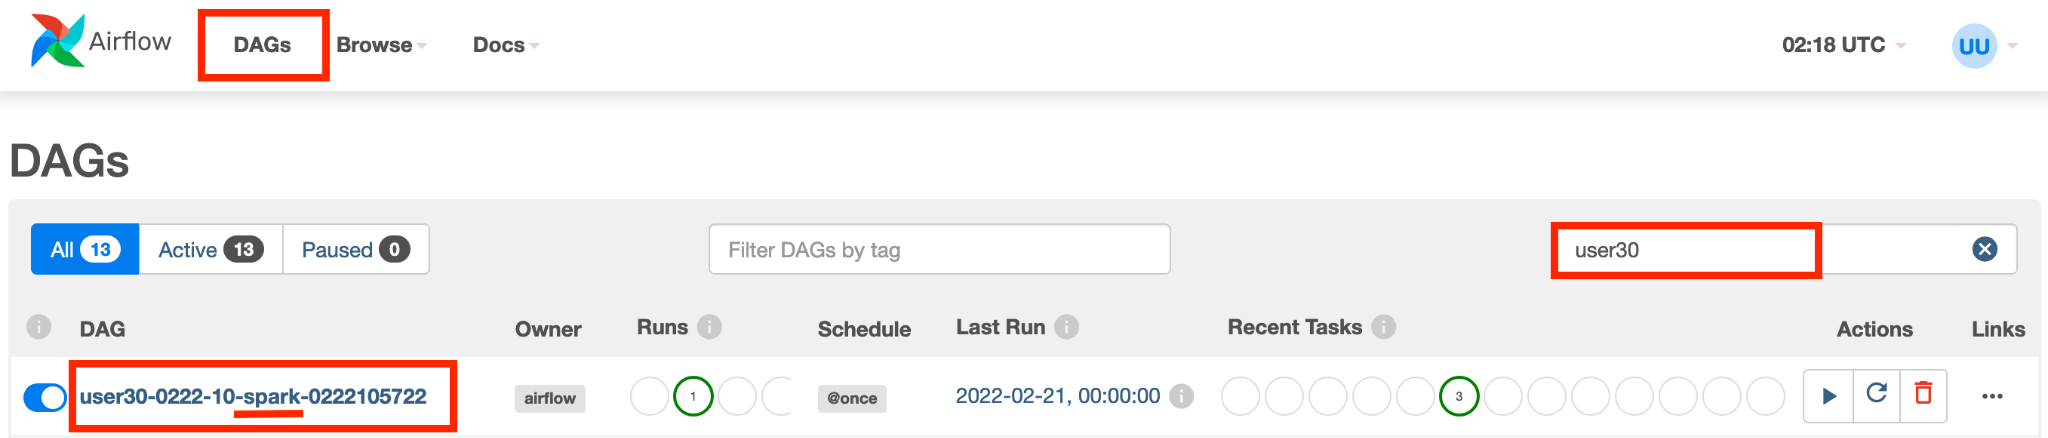 Airflow DAGs Browse Docs 02:18 UTC UU
DAGs
All 13 Active 13 Paused 0 Filter DAGs by tag user30
i DAG Owner Runs i Schedule Last Run i Recent Tasks i Actions Links
user30-0222-10-spark-0222105722 airflow 1 @once 2022-02-21, 00:00:00 i 3